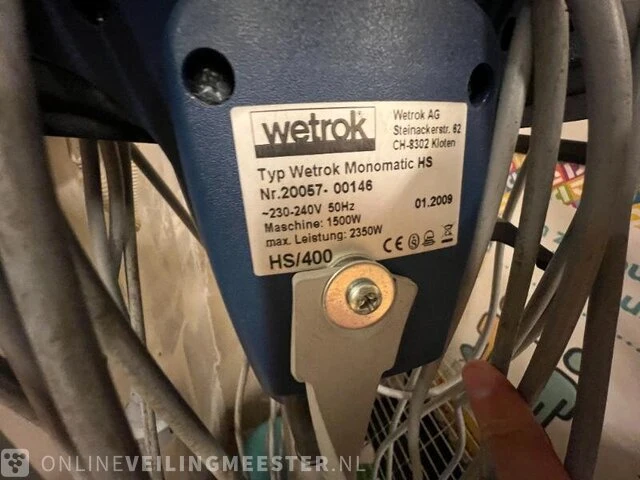 wetrok
Wetrok AG
Steinackerstr. 62
CH-8302 Kloten
Typ Wetrok Monomatic HS
Nr.20057- 00146
~230-240V 50Hz
01.2009
Maschine: 1500W
max. Leistung: 2350W
CE
HS/400
ONLINEVEILINGMEESTER.NL